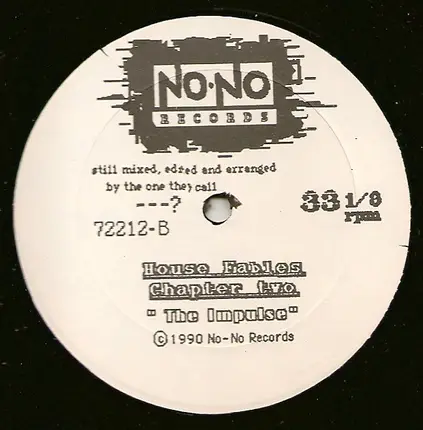 NO·NO
RECORDS
still mixed, edited and arranged
by the one they call
---?
72212-B
33 1/3
rpm
House Fables
Chapter two
" The Impulse"
©1990 No-No Records